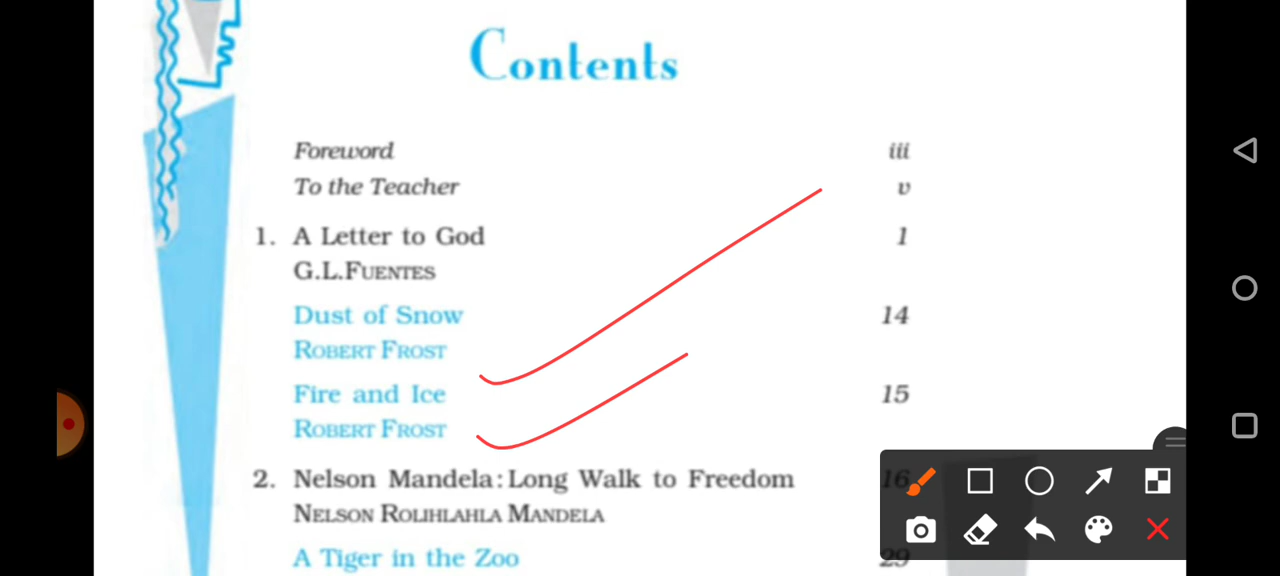 Contents
Foreword iii
To the Teacher v
1. A Letter to God 1
G.L.FUENTES
Dust of Snow 14
ROBERT FROST
Fire and Ice 15
ROBERT FROST
2. Nelson Mandela: Long Walk to Freedom 16
NELSON ROLIHLAHLA MANDELA
A Tiger in the Zoo 29